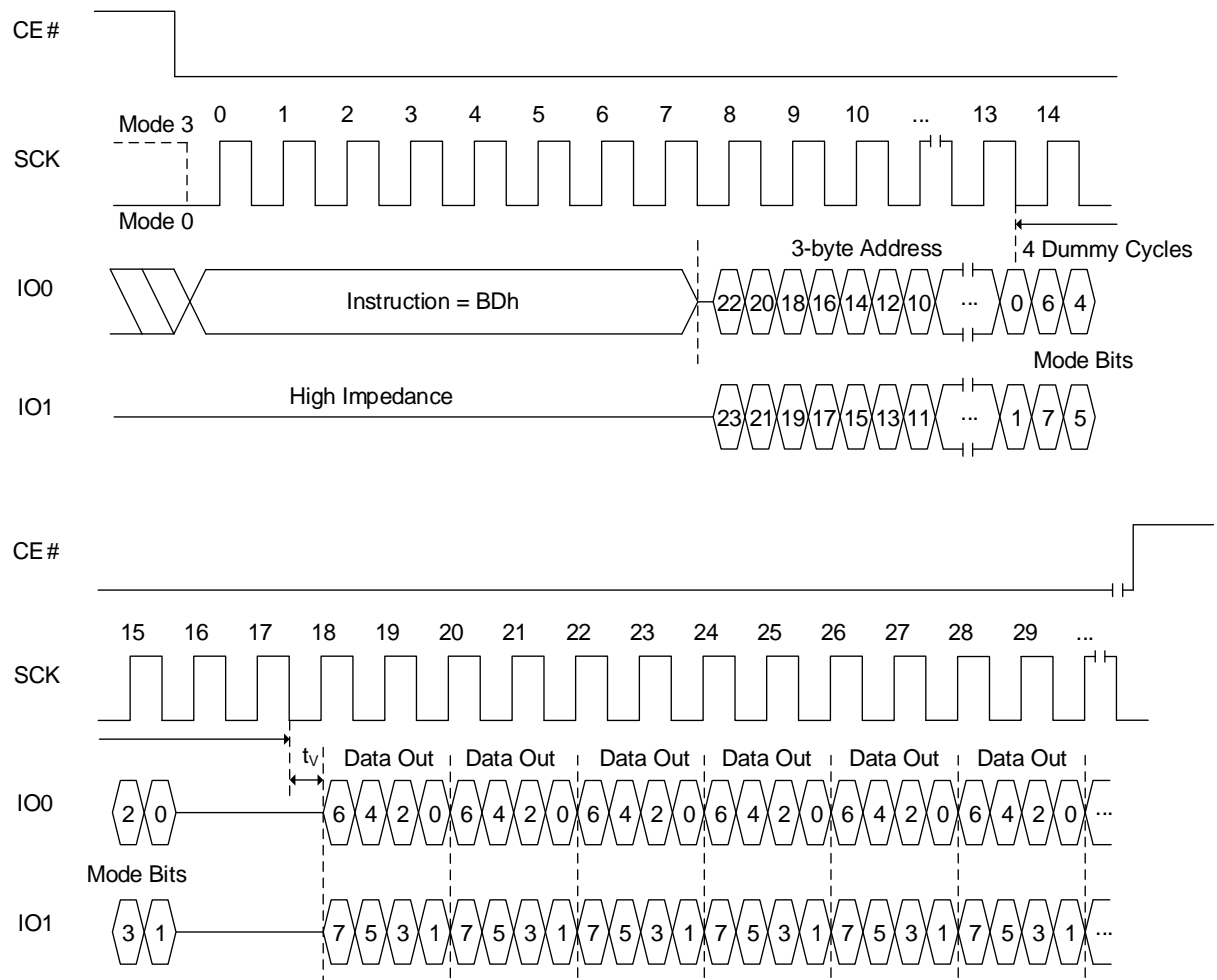 CE#
0 1 2 3 4 5 6 7 8 9 10 ... 13 14
Mode 3
SCK
Mode 0
3-byte Address
4 Dummy Cycles
IO0
Instruction = BDh
22 20 18 16 14 12 10 ... 0 6 4
Mode Bits
IO1
High Impedance
23 21 19 17 15 13 11 ... 1 7 5
CE#
15 16 17 18 19 20 21 22 23 24 25 26 27 28 29 ...
SCK
tV Data Out Data Out Data Out Data Out Data Out Data Out
IO0
2 0 6 4 2 0 6 4 2 0 6 4 2 0 6 4 2 0 6 4 2 0 6 4 2 0 ...
Mode Bits
IO1
3 1 7 5 3 1 7 5 3 1 7 5 3 1 7 5 3 1 7 5 3 1 7 5 3 1 ...